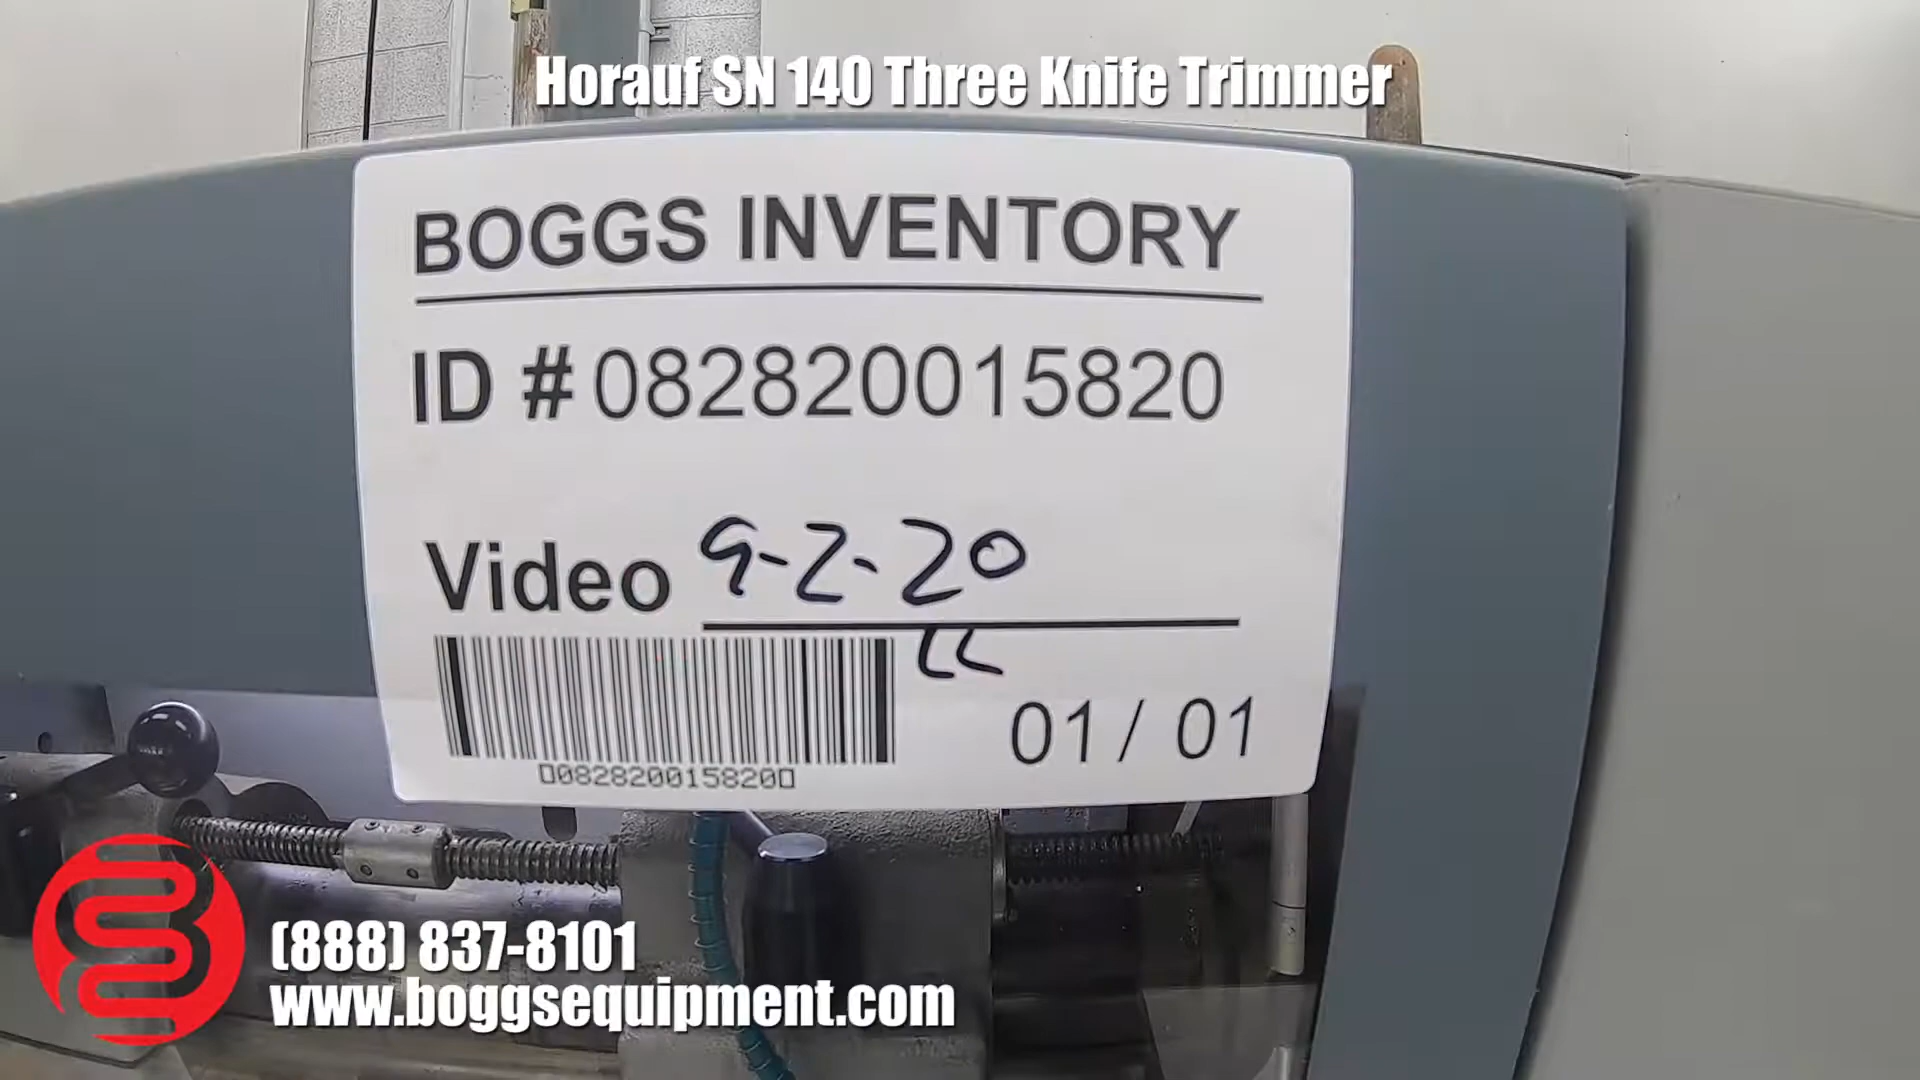 Horauf SN 140 Three Knife Trimmer
BOGGS INVENTORY
ID # 082820015820
Video 9-2-20
LL
01 / 01
▯082820015820▯
(888) 837-8101
www.boggsequipment.com